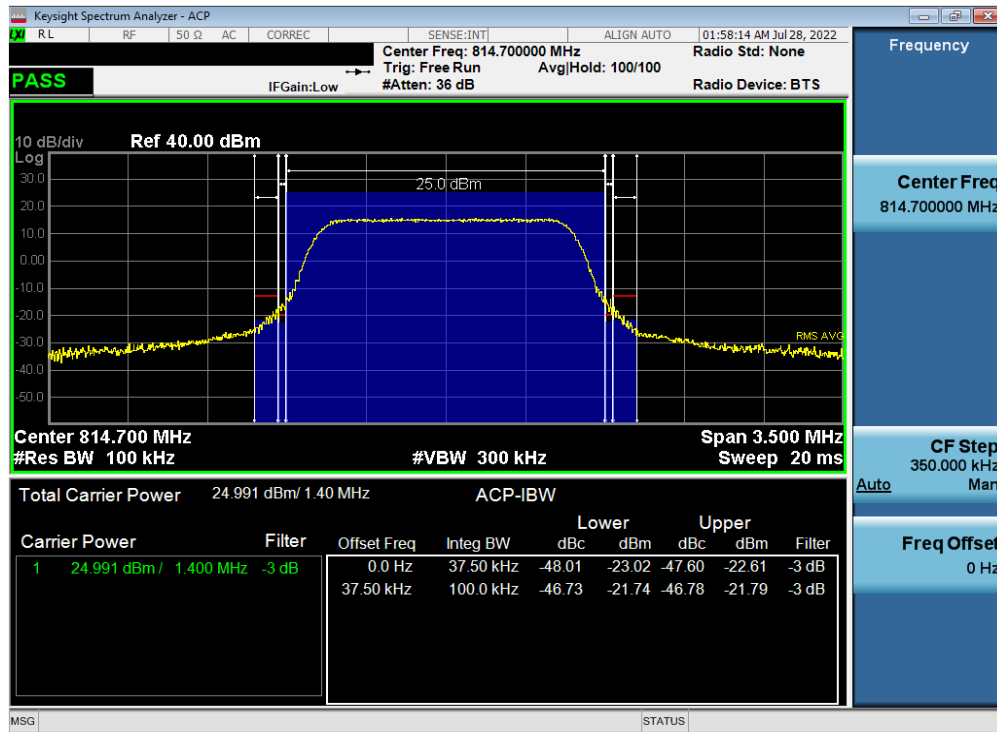 Keysight Spectrum Analyzer - ACP
LXI RL RF 50 Ω AC CORREC SENSE:INT ALIGN AUTO 01:58:14 AM Jul 28, 2022
Center Freq: 814.700000 MHz Radio Std: None
Trig: Free Run Avg|Hold: 100/100
PASS IFGain:Low #Atten: 36 dB Radio Device: BTS
10 dB/div Ref 40.00 dBm
Log
30.0
25.0 dBm
20.0
10.0
0.00
-10.0
-20.0
-30.0
RMS AVG
-40.0
-50.0
Center 814.700 MHz Span 3.500 MHz
#Res BW 100 kHz #VBW 300 kHz Sweep 20 ms
Total Carrier Power 24.991 dBm/ 1.40 MHz ACP-IBW
Lower Upper
Carrier Power Filter Offset Freq Integ BW dBc dBm dBc dBm Filter
1 24.991 dBm / 1.400 MHz -3 dB 0.0 Hz 37.50 kHz -48.01 -23.02 -47.60 -22.61 -3 dB
37.50 kHz 100.0 kHz -46.73 -21.74 -46.78 -21.79 -3 dB
MSG STATUS
Frequency
Center Freq
814.700000 MHz
CF Step
350.000 kHz
Auto Man
Freq Offset
0 Hz